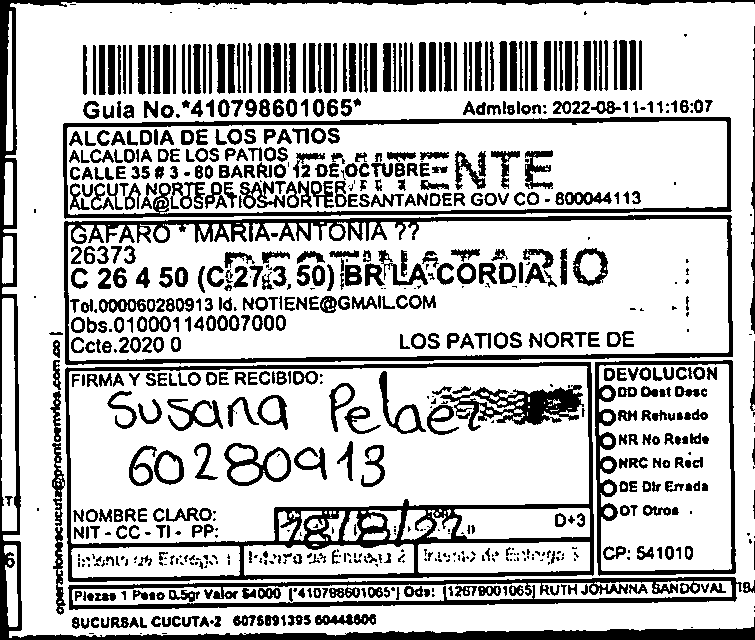 Guia No.*410798601065*
Admision: 2022-08-11-11:16:07
ALCALDIA DE LOS PATIOS
ALCALDIA DE LOS PATIOS
CALLE 35 # 3 - 80 BARRIO 12 DE OCTUBRE--
CUCUTA NORTE DE SANTANDER
ALCALDIA@LOSPATIOS-NORTEDESANTANDER GOV CO - 800044113
GAFARO * MARIA-ANTONIA ??
26373
DESTINATARIO
C 26 4 50 (C 27 3 50) BR LA CORDIA
Tel.000060280913 Id. NOTIENE@GMAIL.COM
Obs.010001140007000
Ccte.2020 0
LOS PATIOS NORTE DE
operacionescucuta@prontoenvios.com.co |
FIRMA Y SELLO DE RECIBIDO:
Susana Pelaez
60280913
NOMBRE CLARO:
NIT - CC - TI - PP:
18/8/22
HORA
D+3
Intento de Entrega 1
Intento de Entrega 2
Intento de Entrega 3
DEVOLUCION
DD Dest Desc
RH Rehusado
NR No Reside
NRC No Recl
DE Dir Errada
OT Otros
CP: 541010
Piezas 1 Peso 0.5gr Valor $4000 [*410798601065*] Ods: [12679001065] RUTH JOHANNA SANDOVAL
SUCURSAL CUCUTA-2 6075891395 60448606